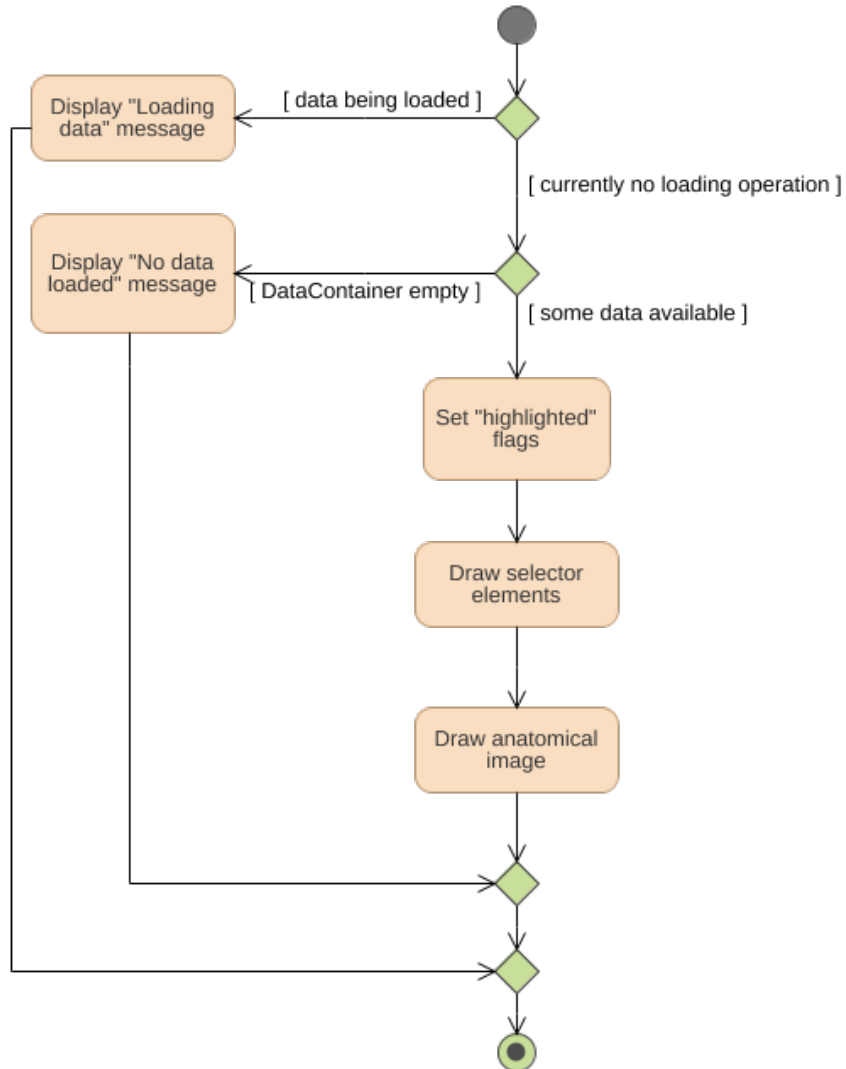 [ data being loaded ]
Display "Loading
data" message
[ currently no loading operation ]
Display "No data
loaded" message
[ DataContainer empty ]
[ some data available ]
Set "highlighted"
flags
Draw selector
elements
Draw anatomical
image